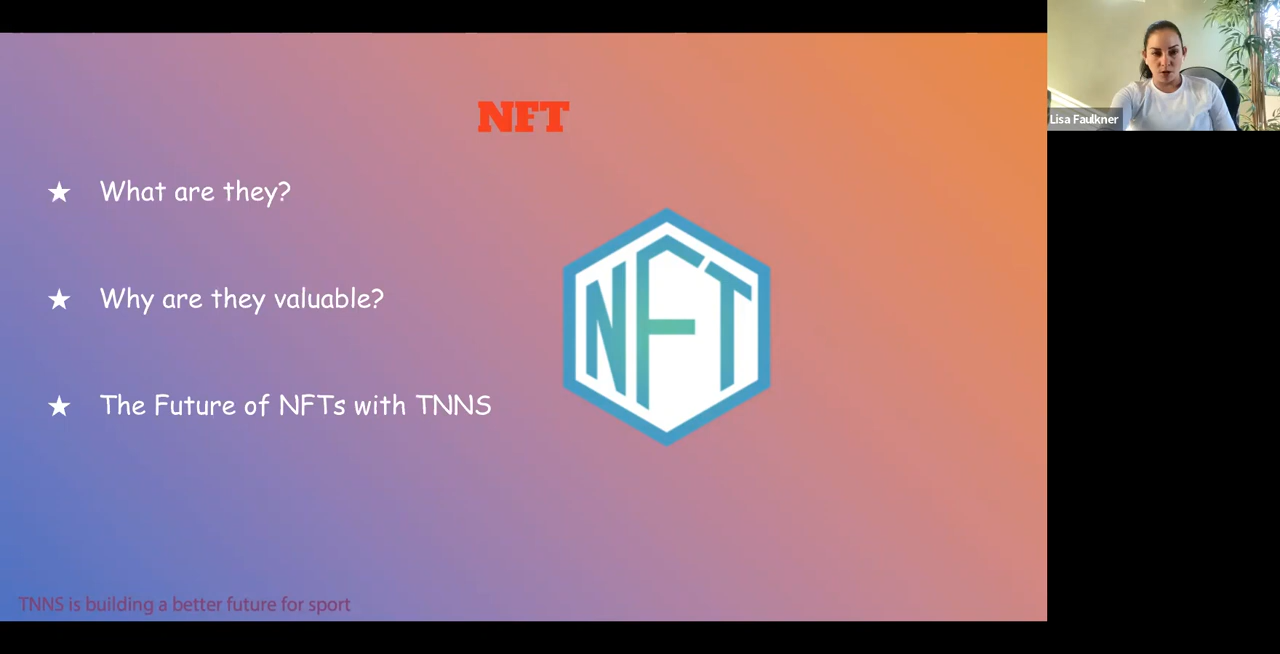 NFT
★ What are they?
★ Why are they valuable?
★ The Future of NFTs with TNNS
NFT
TNNS is building a better future for sport
Lisa Faulkner